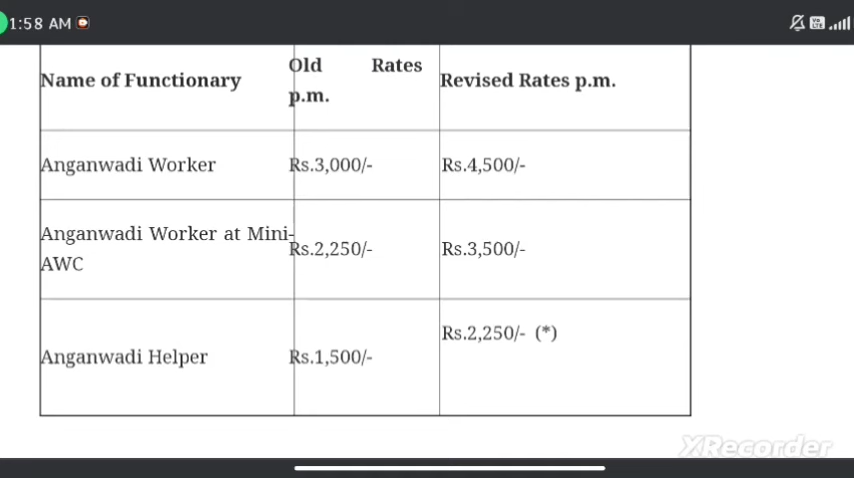 1:58 AM
Name of Functionary
Old Rates
p.m.
Revised Rates p.m.
Anganwadi Worker
Rs.3,000/-
Rs.4,500/-
Anganwadi Worker at Mini-
AWC
Rs.2,250/-
Rs.3,500/-
Anganwadi Helper
Rs.1,500/-
Rs.2,250/- (*)
XRecorder